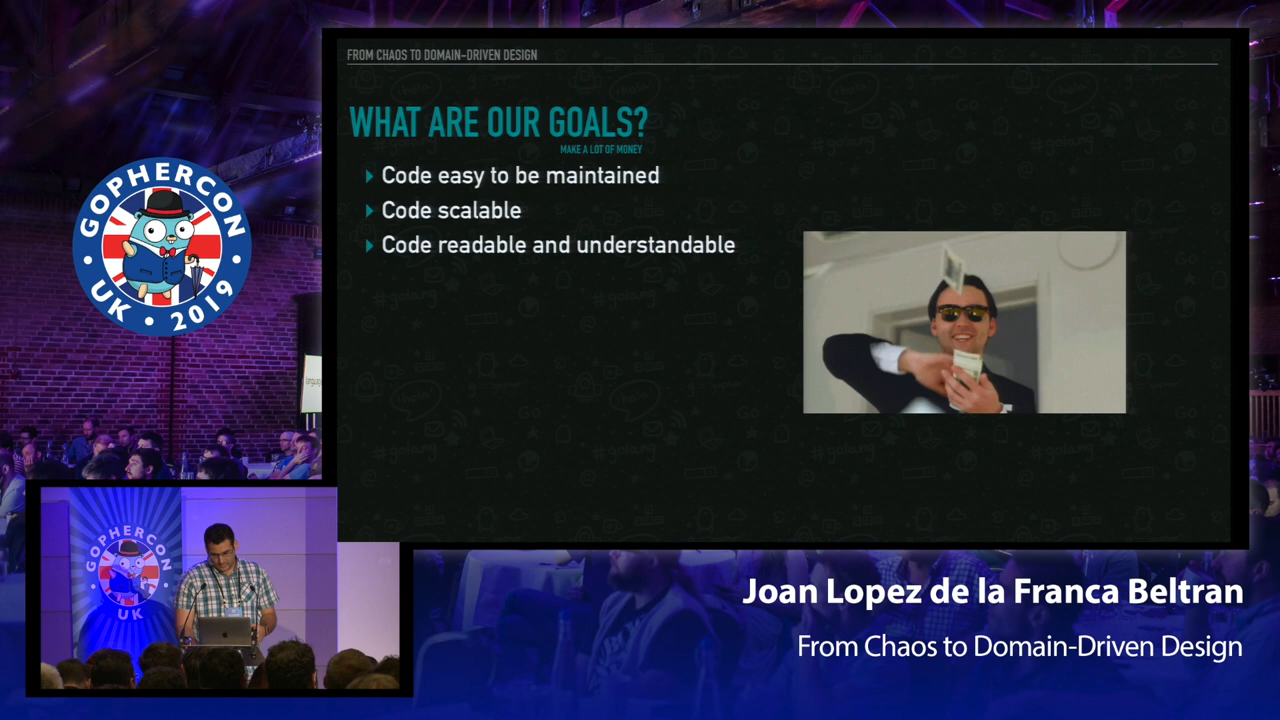 FROM CHAOS TO DOMAIN-DRIVEN DESIGN
WHAT ARE OUR GOALS?
MAKE A LOT OF MONEY
Code easy to be maintained
Code scalable
Code readable and understandable
GOPHERCON
UK • 2019
GOPHERCON
UK
Joan Lopez de la Franca Beltran
From Chaos to Domain-Driven Design